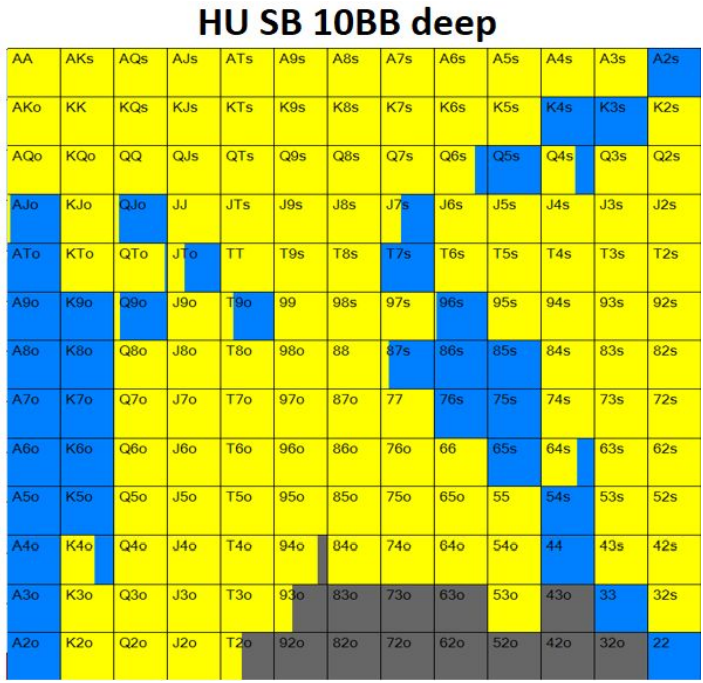 HU SB 10BB deep
AA AKs AQs AJs ATs A9s A8s A7s A6s A5s A4s A3s A2s
AKo KK KQs KJs KTs K9s K8s K7s K6s K5s K4s K3s K2s
AQo KQo QQ QJs QTs Q9s Q8s Q7s Q6s Q5s Q4s Q3s Q2s
AJo KJo QJo JJ JTs J9s J8s J7s J6s J5s J4s J3s J2s
ATo KTo QTo JTo TT T9s T8s T7s T6s T5s T4s T3s T2s
A9o K9o Q9o J9o T9o 99 98s 97s 96s 95s 94s 93s 92s
A8o K8o Q8o J8o T8o 98o 88 87s 86s 85s 84s 83s 82s
A7o K7o Q7o J7o T7o 97o 87o 77 76s 75s 74s 73s 72s
A6o K6o Q6o J6o T6o 96o 86o 76o 66 65s 64s 63s 62s
A5o K5o Q5o J5o T5o 95o 85o 75o 65o 55 54s 53s 52s
A4o K4o Q4o J4o T4o 94o 84o 74o 64o 54o 44 43s 42s
A3o K3o Q3o J3o T3o 93o 83o 73o 63o 53o 43o 33 32s
A2o K2o Q2o J2o T2o 92o 82o 72o 62o 52o 42o 32o 22